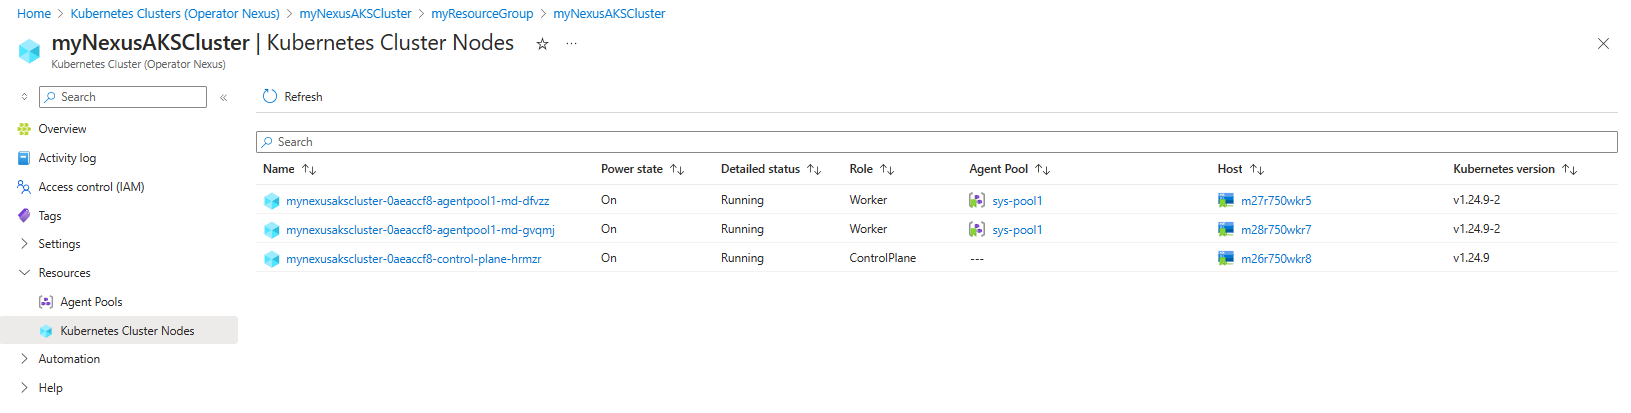 Home > Kubernetes Clusters (Operator Nexus) > myNexusAKSCluster > myResourceGroup > myNexusAKSCluster
myNexusAKSCluster | Kubernetes Cluster Nodes ☆ ···
Kubernetes Cluster (Operator Nexus)
Search «
Overview
Activity log
Access control (IAM)
Tags
Settings
Resources
Agent Pools
Kubernetes Cluster Nodes
Automation
Help
Refresh
Search
Name ↑↓ Power state ↑↓ Detailed status ↑↓ Role ↑↓ Agent Pool ↑↓ Host ↑↓ Kubernetes version ↑↓
mynexusakscluster-0aeaccf8-agentpool1-md-dfvzz On Running Worker sys-pool1 m27r750wkr5 v1.24.9-2
mynexusakscluster-0aeaccf8-agentpool1-md-gvqmj On Running Worker sys-pool1 m28r750wkr7 v1.24.9-2
mynexusakscluster-0aeaccf8-control-plane-hrmzr On Running ControlPlane --- m26r750wkr8 v1.24.9